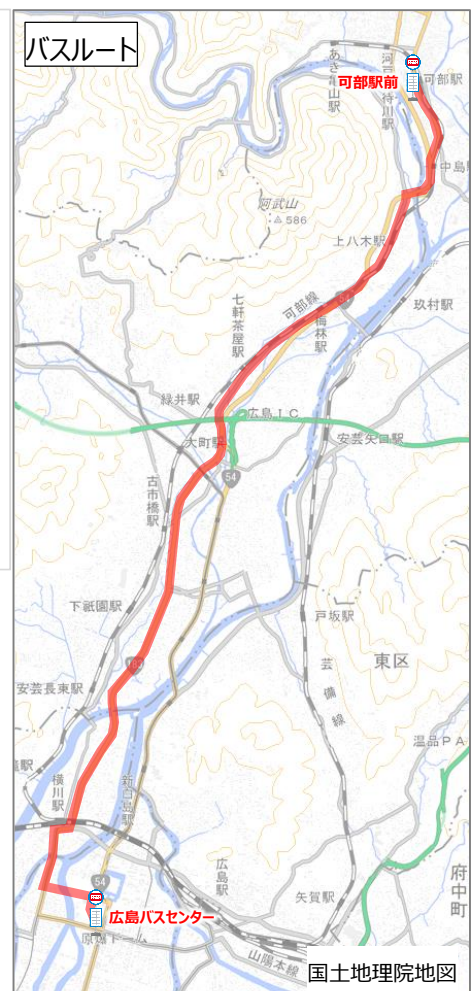 バスルート
あき亀山駅
河戸帆待川駅
可部駅前
可部駅
中島
阿武山
586
上八木駅
可部線
梅林駅
七軒茶屋駅
玖村駅
緑井駅
広島IC
大町駅
安芸矢口駅
54
古市橋駅
下祇園駅
戸坂駅
芸備線
東区
183
安芸長束駅
温品PA
横川駅
新白島駅
広島駅
府中町
矢賀駅
54
広島バスセンター
原爆ドーム
山陽本線
国土地理院地図